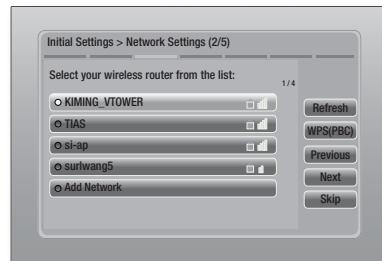 Initial Settings > Network Settings (2/5)
Select your wireless router from the list:
1/4
KIMING_VTOWER
TIAS
si-ap
surlwang5
Add Network
Refresh
WPS(PBC)
Previous
Next
Skip